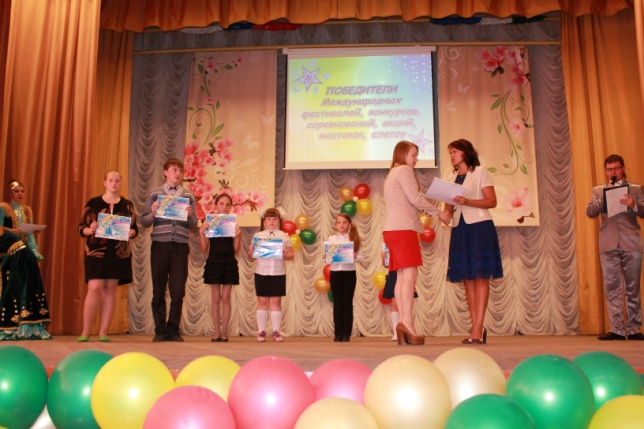 ПОБЕДИТЕЛИ
Международных
фестивалей, конкурсов,
соревнований, акций,
выставок, слетов